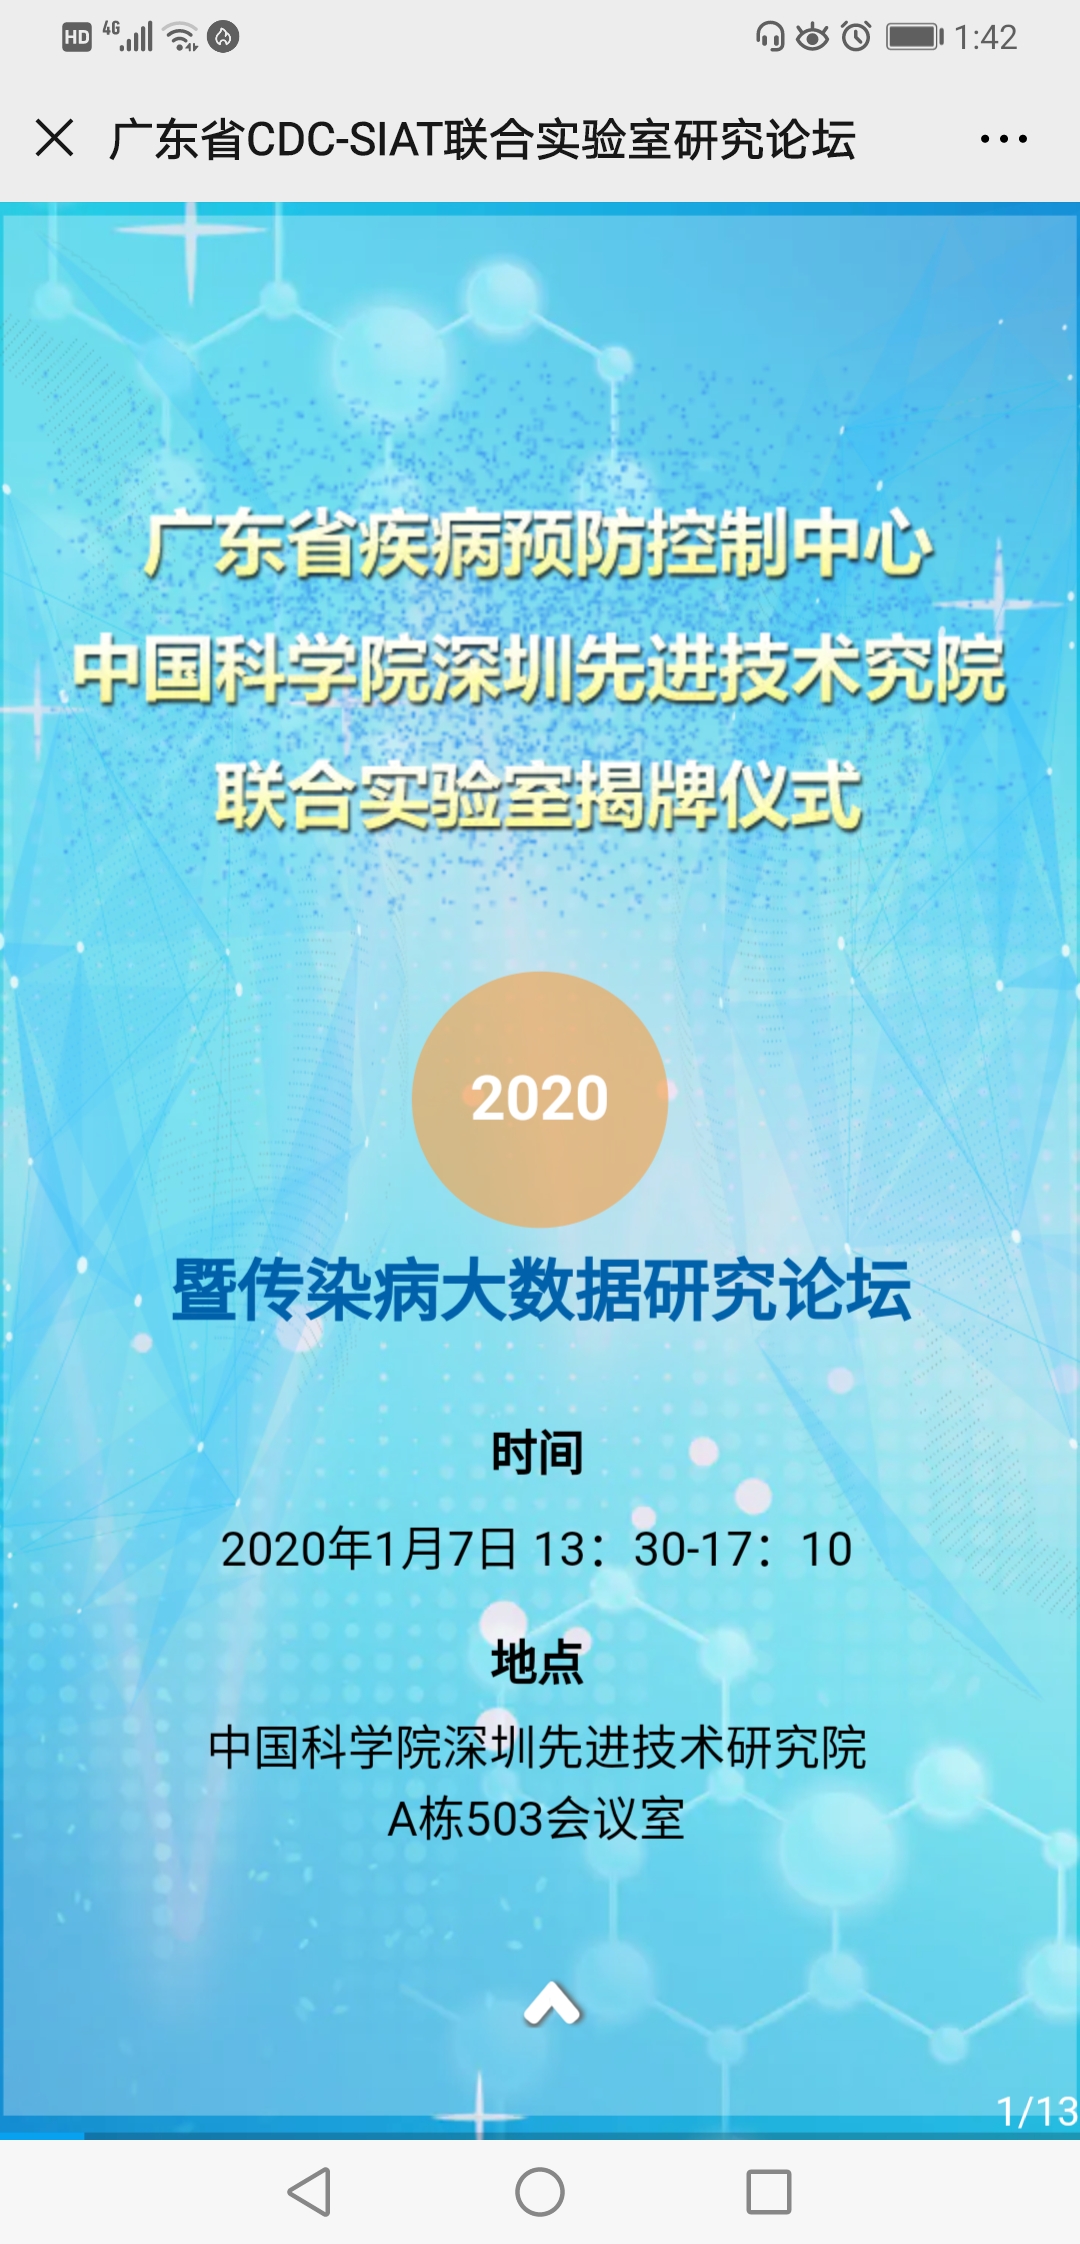 HD 4G 1:42
广东省CDC-SIAT联合实验室研究论坛
广东省疾病预防控制中心
中国科学院深圳先进技术究院
联合实验室揭牌仪式
2020
暨传染病大数据研究论坛
时间
2020年1月7日 13：30-17：10
地点
中国科学院深圳先进技术研究院
A栋503会议室
1/13